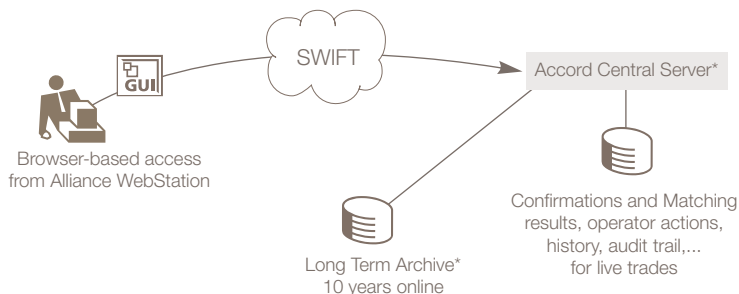 SWIFT
GUI
Accord Central Server*
Browser-based access
from Alliance WebStation
Confirmations and Matching
results, operator actions,
history, audit trail,...
for live trades
Long Term Archive*
10 years online